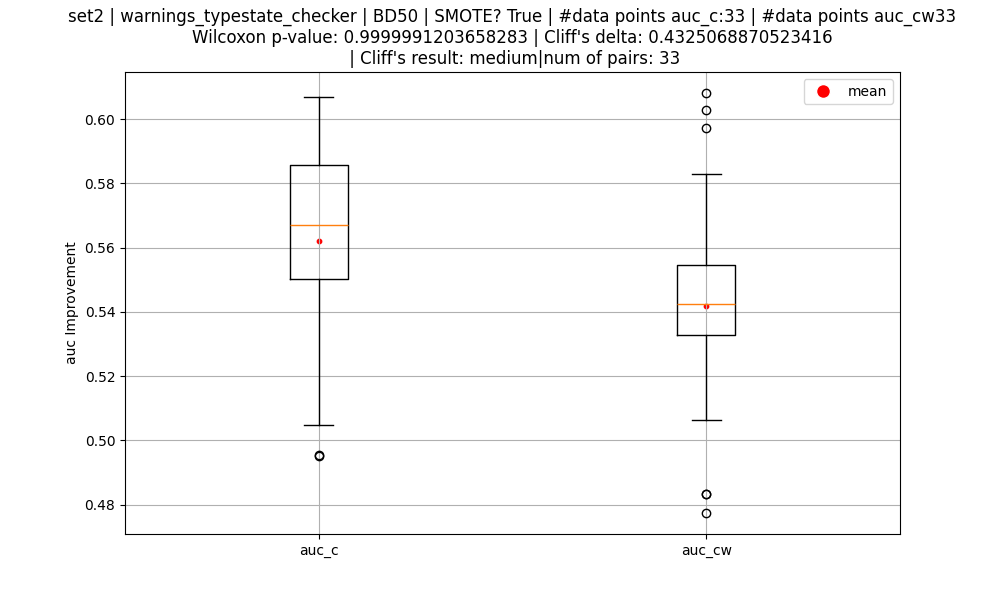 set2 | warnings_typestate_checker | BD50 | SMOTE? True | #data points auc_c:33 | #data points auc_cw33
Wilcoxon p-value: 0.9999991203658283 | Cliff's delta: 0.4325068870523416
| Cliff's result: medium|num of pairs: 33
mean
0.60
0.58
0.56
0.54
0.52
0.50
0.48
auc Improvement
auc_c
auc_cw